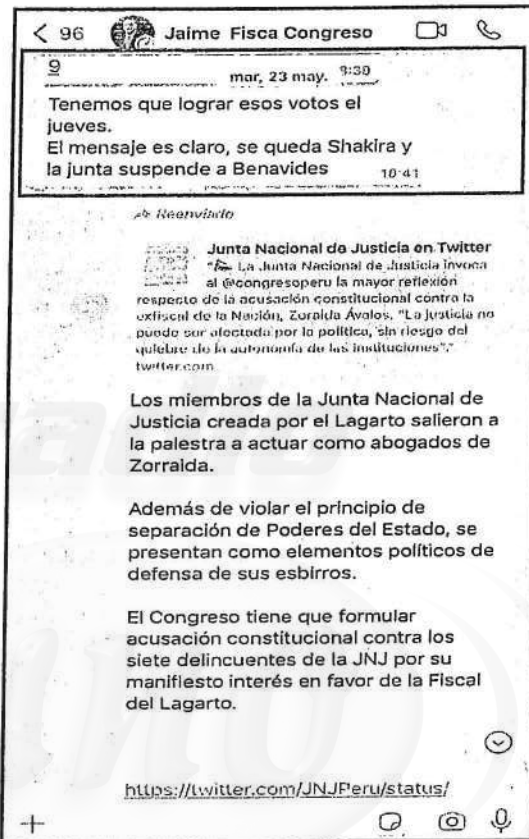 96 Jaime Fisca Congreso
9
mar, 23 may. 9:30
Tenemos que lograr esos votos el
jueves.
El mensaje es claro, se queda Shakira y
la junta suspende a Benavides 10:41
Reenviado
Junta Nacional de Justicia en Twitter
La Junta Nacional de Justicia invoca
al @congresoperu la mayor reflexión
respecto de la acusación constitucional contra la
exfiscal de la Nación, Zoraida Ávalos. "La justicia no
puede ser afectada por la política, sin riesgo del
quiebre de la autonomía de las instituciones"."
twitter.com
Los miembros de la Junta Nacional de
Justicia creada por el Lagarto salieron a
la palestra a actuar como abogados de
Zorraida.
Además de violar el principio de
separación de Poderes del Estado, se
presentan como elementos políticos de
defensa de sus esbirros.
El Congreso tiene que formular
acusación constitucional contra los
siete delincuentes de la JNJ por su
manifiesto interés en favor de la Fiscal
del Lagarto.
https://twitter.com/JNJPeru/status/